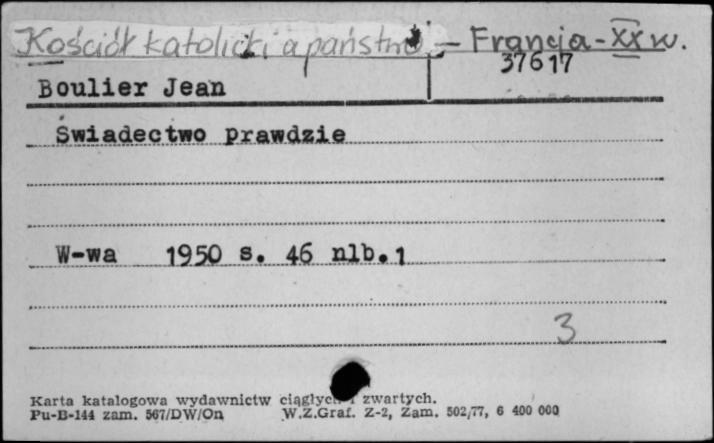 Kościół katolicki a państwo - Francja - XX w.
37617
Boulier Jean
Świadectwo prawdzie
W-wa 1950 s. 46 nlb.1
3
Karta katalogowa wydawnictw ciągłych i zwartych.
Pu-B-144 zam. 567/DW/On W.Z.Graf. Z-2, Zam. 502/77, 6 400 000